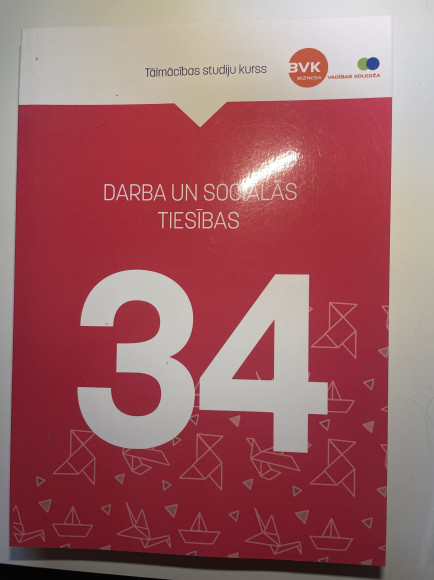 Tālmācības studiju kurss
BVK
BIZNESA
VADĪBAS KOLEDŽA
DARBA UN SOCIĀLĀS
TIESĪBAS
34